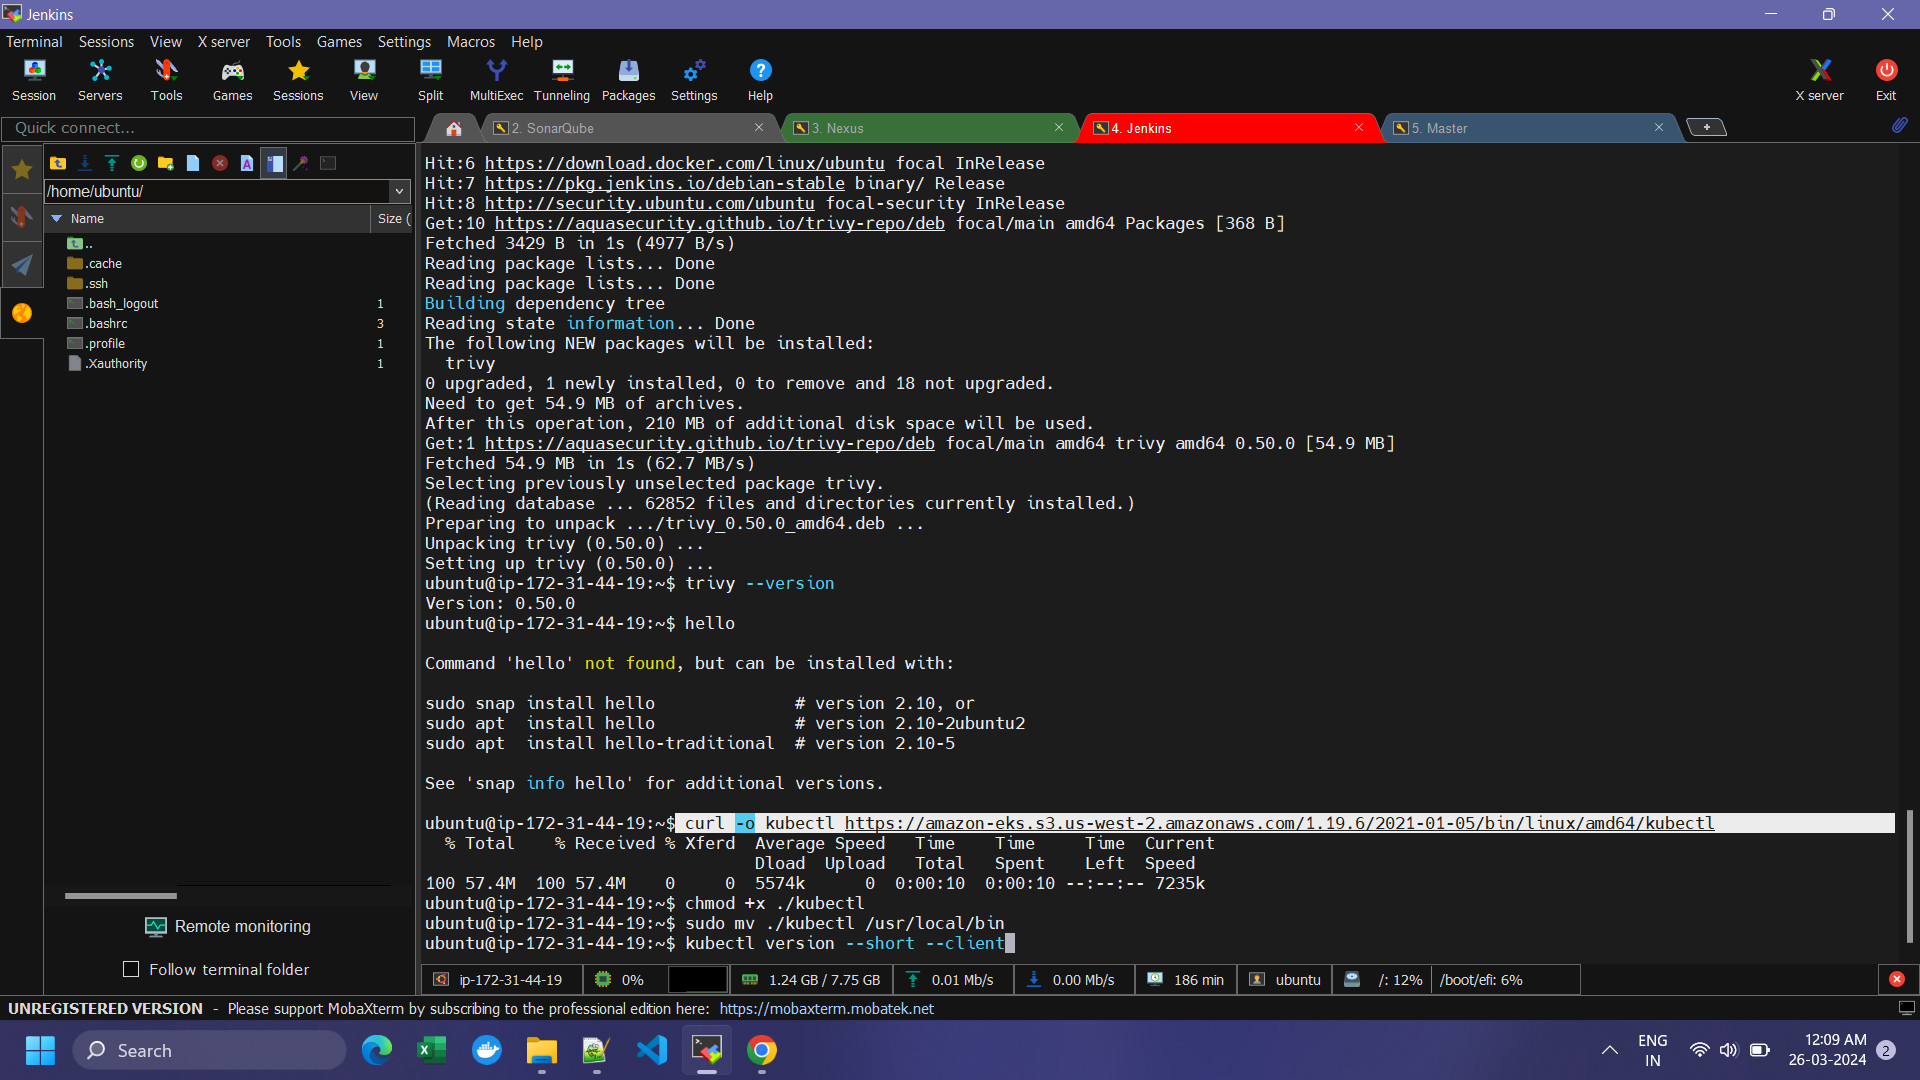 Jenkins
Terminal Sessions View X server Tools Games Settings Macros Help
Session Servers Tools Games Sessions View Split MultiExec Tunneling Packages Settings Help X server Exit
Quick connect...
2. SonarQube
3. Nexus
4. Jenkins
5. Master
/home/ubuntu/
Name Size (
..
.cache
.ssh
.bash_logout 1
.bashrc 3
.profile 1
.Xauthority 1
Remote monitoring
Follow terminal folder
Hit:6 https://download.docker.com/linux/ubuntu focal InRelease
Hit:7 https://pkg.jenkins.io/debian-stable binary/ Release
Hit:8 http://security.ubuntu.com/ubuntu focal-security InRelease
Get:10 https://aquasecurity.github.io/trivy-repo/deb focal/main amd64 Packages [368 B]
Fetched 3429 B in 1s (4977 B/s)
Reading package lists... Done
Reading package lists... Done
Building dependency tree
Reading state information... Done
The following NEW packages will be installed:
  trivy
0 upgraded, 1 newly installed, 0 to remove and 18 not upgraded.
Need to get 54.9 MB of archives.
After this operation, 210 MB of additional disk space will be used.
Get:1 https://aquasecurity.github.io/trivy-repo/deb focal/main amd64 trivy amd64 0.50.0 [54.9 MB]
Fetched 54.9 MB in 1s (62.7 MB/s)
Selecting previously unselected package trivy.
(Reading database ... 62852 files and directories currently installed.)
Preparing to unpack .../trivy_0.50.0_amd64.deb ...
Unpacking trivy (0.50.0) ...
Setting up trivy (0.50.0) ...
ubuntu@ip-172-31-44-19:~$ trivy --version
Version: 0.50.0
ubuntu@ip-172-31-44-19:~$ hello
Command 'hello' not found, but can be installed with:
sudo snap install hello              # version 2.10, or
sudo apt  install hello              # version 2.10-2ubuntu2
sudo apt  install hello-traditional  # version 2.10-5
See 'snap info hello' for additional versions.
ubuntu@ip-172-31-44-19:~$ curl -o kubectl https://amazon-eks.s3.us-west-2.amazonaws.com/1.19.6/2021-01-05/bin/linux/amd64/kubectl
  % Total    % Received % Xferd  Average Speed   Time    Time     Time  Current
                                 Dload  Upload   Total   Spent    Left  Speed
100 57.4M  100 57.4M    0     0  5574k      0  0:00:10  0:00:10 --:--:-- 7235k
ubuntu@ip-172-31-44-19:~$ chmod +x ./kubectl
ubuntu@ip-172-31-44-19:~$ sudo mv ./kubectl /usr/local/bin
ubuntu@ip-172-31-44-19:~$ kubectl version --short --client
ip-172-31-44-19 0% 1.24 GB / 7.75 GB 0.01 Mb/s 0.00 Mb/s 186 min ubuntu /: 12% /boot/efi: 6%
UNREGISTERED VERSION - Please support MobaXterm by subscribing to the professional edition here: https://mobaxterm.mobatek.net
Search
ENG
IN
12:09 AM
26-03-2024
2